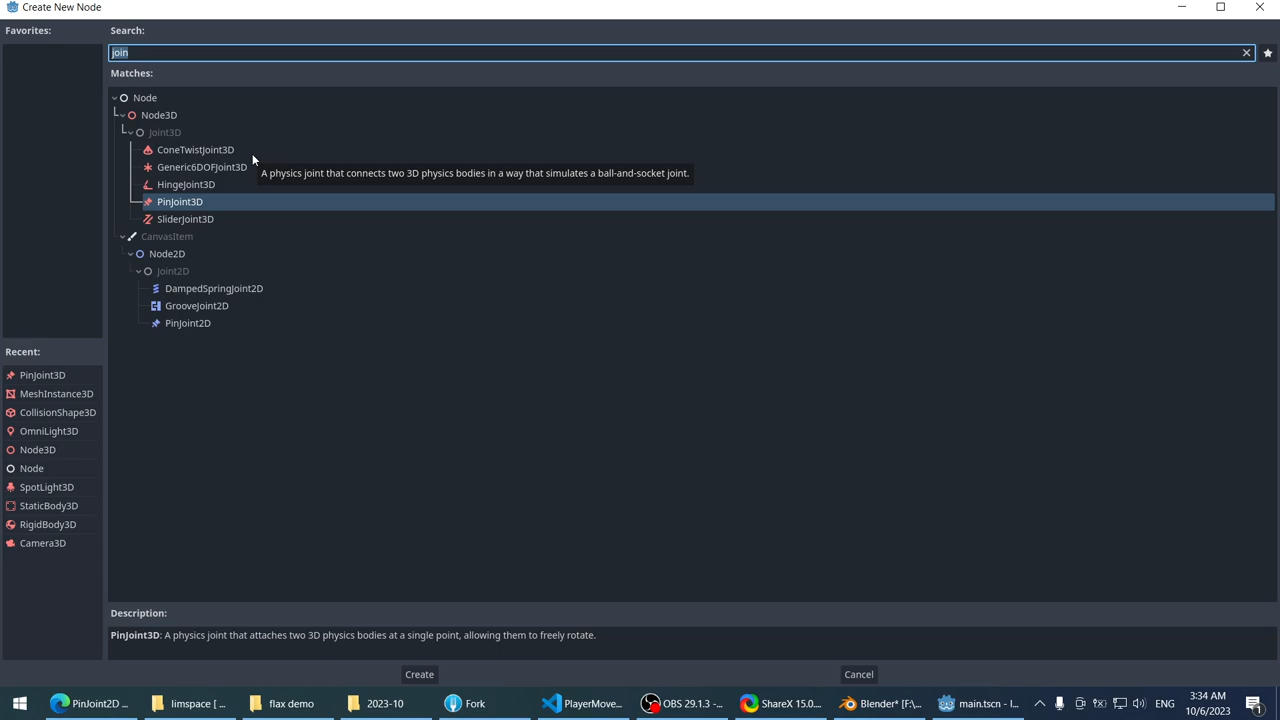 Create New Node
Favorites:
Search:
join
Matches:
Node
Node3D
Joint3D
ConeTwistJoint3D
Generic6DOFJoint3D
A physics joint that connects two 3D physics bodies in a way that simulates a ball-and-socket joint.
HingeJoint3D
PinJoint3D
SliderJoint3D
CanvasItem
Node2D
Joint2D
DampedSpringJoint2D
GrooveJoint2D
PinJoint2D
Recent:
PinJoint3D
MeshInstance3D
CollisionShape3D
OmniLight3D
Node3D
Node
SpotLight3D
StaticBody3D
RigidBody3D
Camera3D
Description:
PinJoint3D: A physics joint that attaches two 3D physics bodies at a single point, allowing them to freely rotate.
Create
Cancel
PinJoint2D ...
limspace [ ...
flax demo
2023-10
Fork
PlayerMove...
OBS 29.1.3 -...
ShareX 15.0...
Blender* [F:\...
main.tscn - l...
ENG
3:34 AM
10/6/2023
1